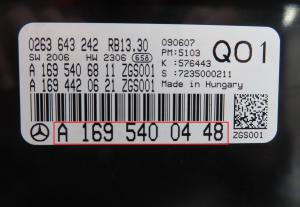 0263 643 242 RB13.30
SW 2006 HW 2306 658
A 169 540 68 11 ZGS001
A 169 442 06 21 ZGS001
090607
PM: 5103
K : 576443
S : 7235000211
Made in Hungary
Q01
A 169 540 04 48
ZGS001